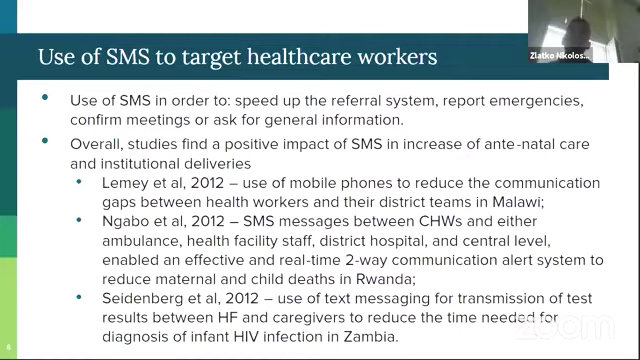 Zlatko Nkolos...
Use of SMS to target healthcare workers
• Use of SMS in order to: speed up the referral system, report emergencies,
confirm meetings or ask for general information.
• Overall, studies find a positive impact of SMS in increase of ante-natal care
and institutional deliveries
• Lemey et al, 2012 – use of mobile phones to reduce the communication
gaps between health workers and their district teams in Malawi;
• Ngabo et al, 2012 – SMS messages between CHWs and either
ambulance, health facility staff, district hospital, and central level,
enabled an effective and real-time 2-way communication alert system to
reduce maternal and child deaths in Rwanda;
• Seidenberg et al, 2012 – use of text messaging for transmission of test
results between HF and caregivers to reduce the time needed for
diagnosis of infant HIV infection in Zambia.
zoom
8